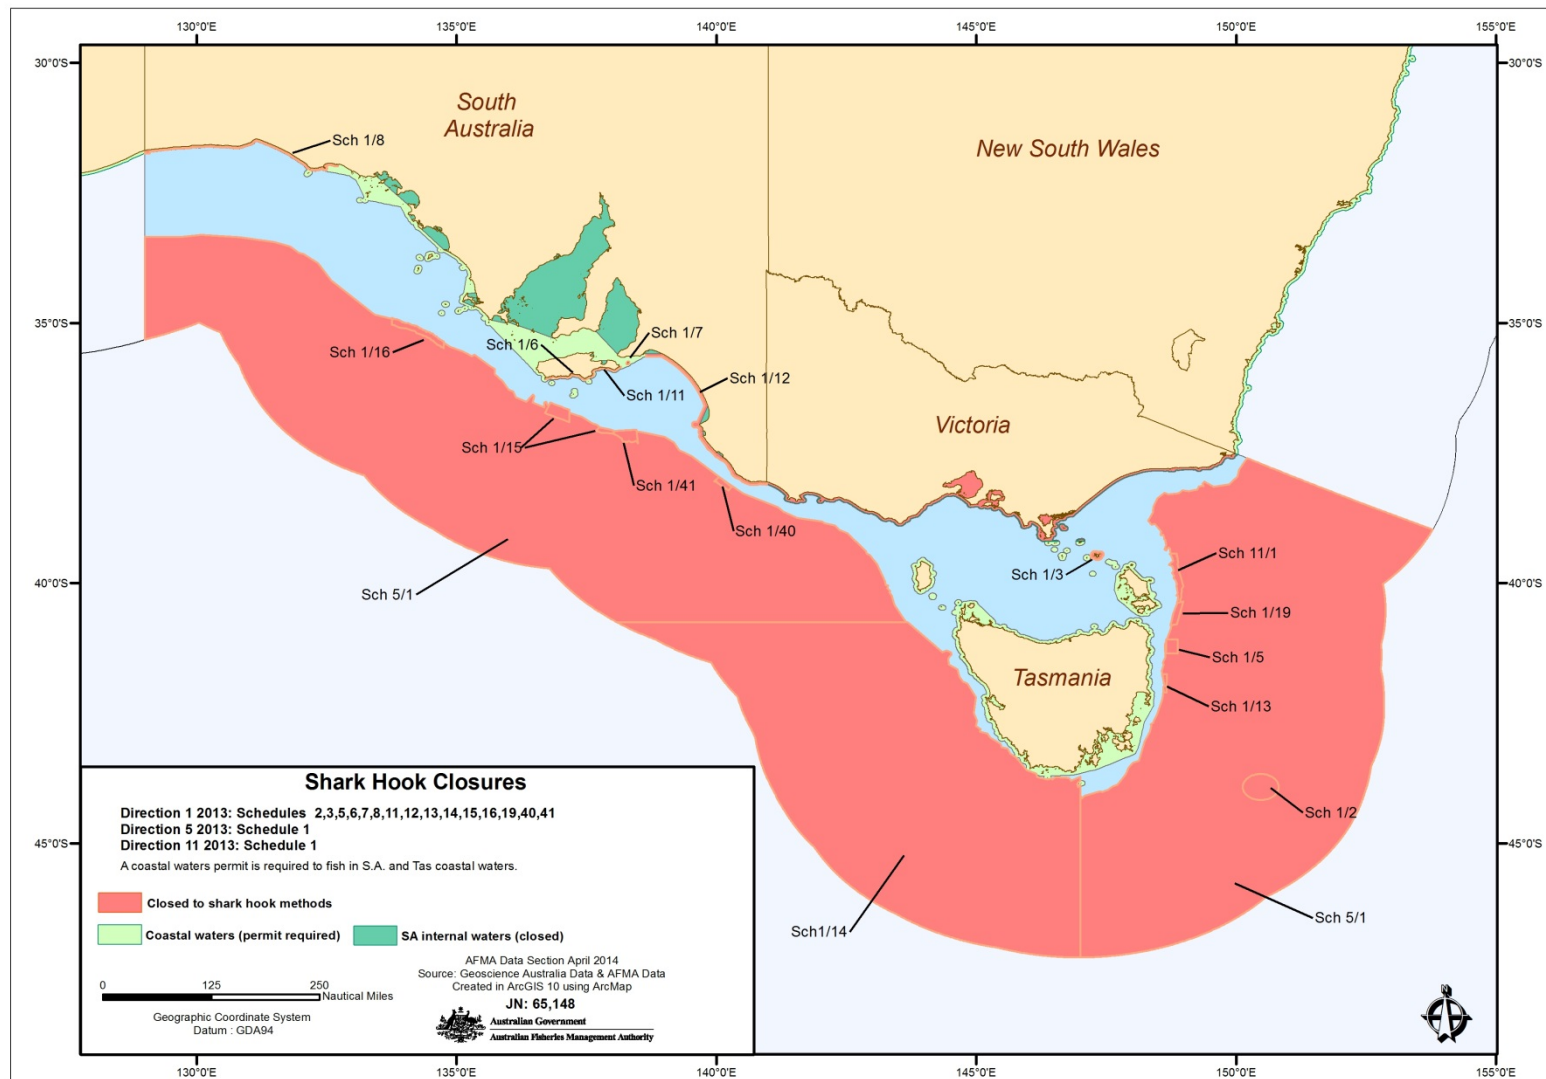 130°0'E
135°0'E
140°0'E
145°0'E
150°0'E
155°0'E
30°0'S
30°0'S
South
Australia
Sch 1/8
New South Wales
35°0'S
35°0'S
Sch 1/7
Sch 1/6
Sch 1/16
Sch 1/12
Sch 1/11
Victoria
Sch 1/15
Sch 1/41
Sch 1/40
Sch 11/1
Sch 1/3
40°0'S
40°0'S
Sch 5/1
Sch 1/19
Sch 1/5
Tasmania
Sch 1/13
Sch 1/2
45°0'S
45°0'S
Sch 5/1
Sch1/14
Shark Hook Closures
Direction 1 2013: Schedules 2,3,5,6,7,8,11,12,13,14,15,16,19,40,41
Direction 5 2013: Schedule 1
Direction 11 2013: Schedule 1
A coastal waters permit is required to fish in S.A. and Tas coastal waters.
Closed to shark hook methods
Coastal waters (permit required)
SA internal waters (closed)
AFMA Data Section April 2014
Source: Geoscience Australia Data & AFMA Data
Created in ArcGIS 10 using ArcMap
JN: 65,148
0 125 250
Nautical Miles
Geographic Coordinate System
Datum : GDA94
Australian Government
Australian Fisheries Management Authority
N
130°0'E
135°0'E
140°0'E
145°0'E
150°0'E
155°0'E